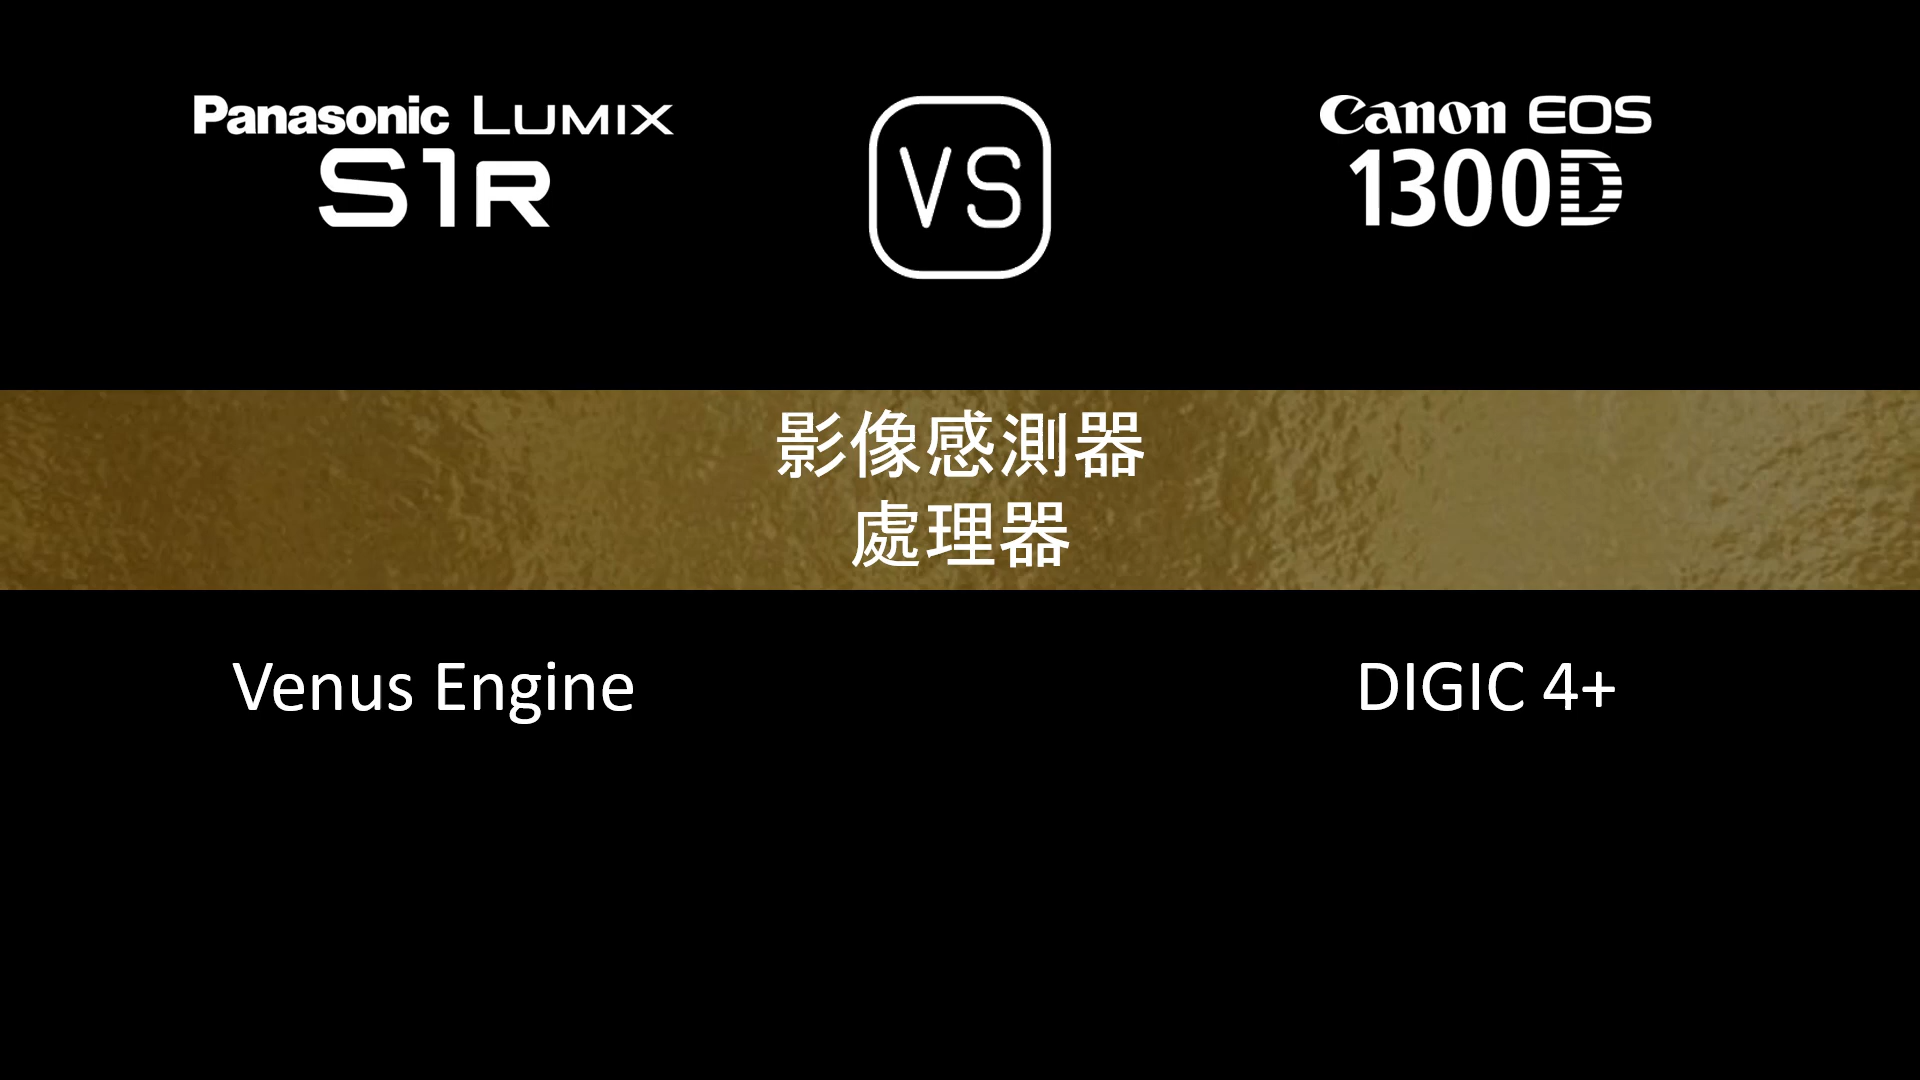 Panasonic LUMIX
S1R
VS
Canon EOS
1300D
影像感測器
處理器
Venus Engine
DIGIC 4+